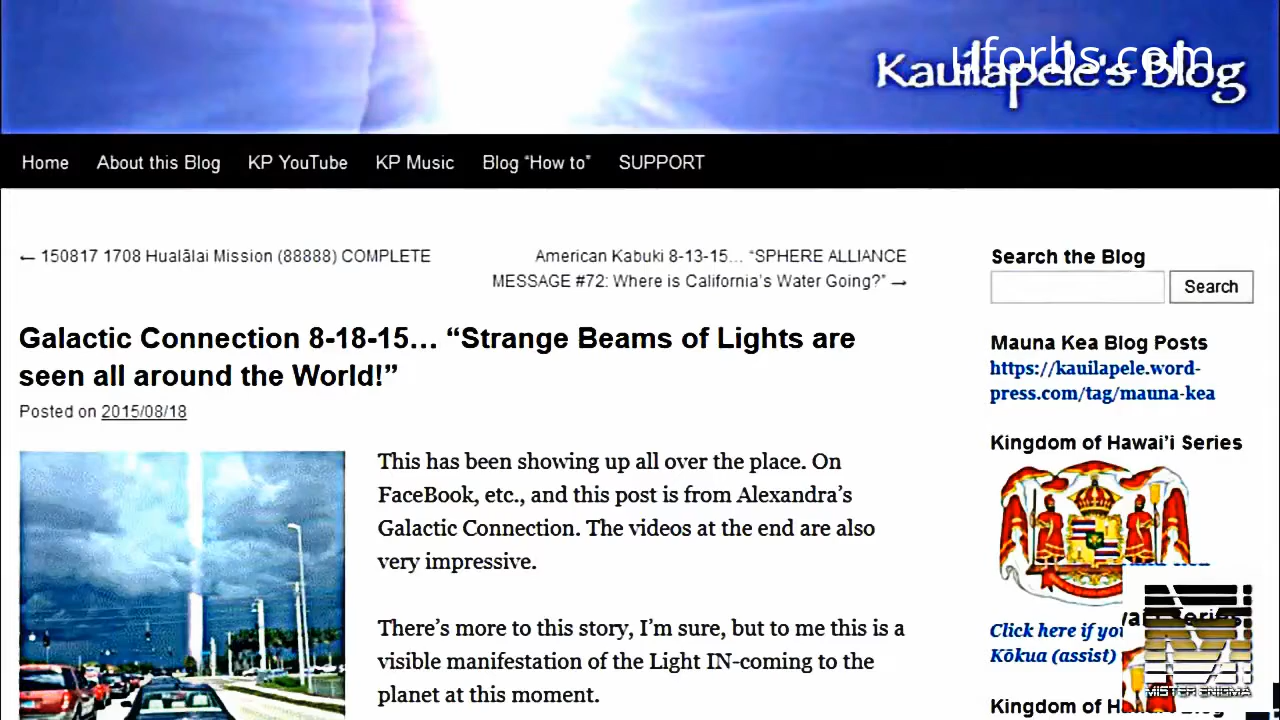 uforbs.com
Kauilapele's Blog
Home About this Blog KP YouTube KP Music Blog “How to” SUPPORT
← 150817 1708 Hualālai Mission (88888) COMPLETE
American Kabuki 8-13-15… “SPHERE ALLIANCE
MESSAGE #72: Where is California’s Water Going?” →
Galactic Connection 8-18-15… “Strange Beams of Lights are
seen all around the World!”
Posted on 2015/08/18
This has been showing up all over the place. On
FaceBook, etc., and this post is from Alexandra’s
Galactic Connection. The videos at the end are also
very impressive.
There’s more to this story, I’m sure, but to me this is a
visible manifestation of the Light IN-coming to the
planet at this moment.
Search the Blog
Search
Mauna Kea Blog Posts
https://kauilapele.word-
press.com/tag/mauna-kea
Kingdom of Hawai’i Series
Click here if you
Kōkua (assist)
Kingdom of
MISTER ENIGMA